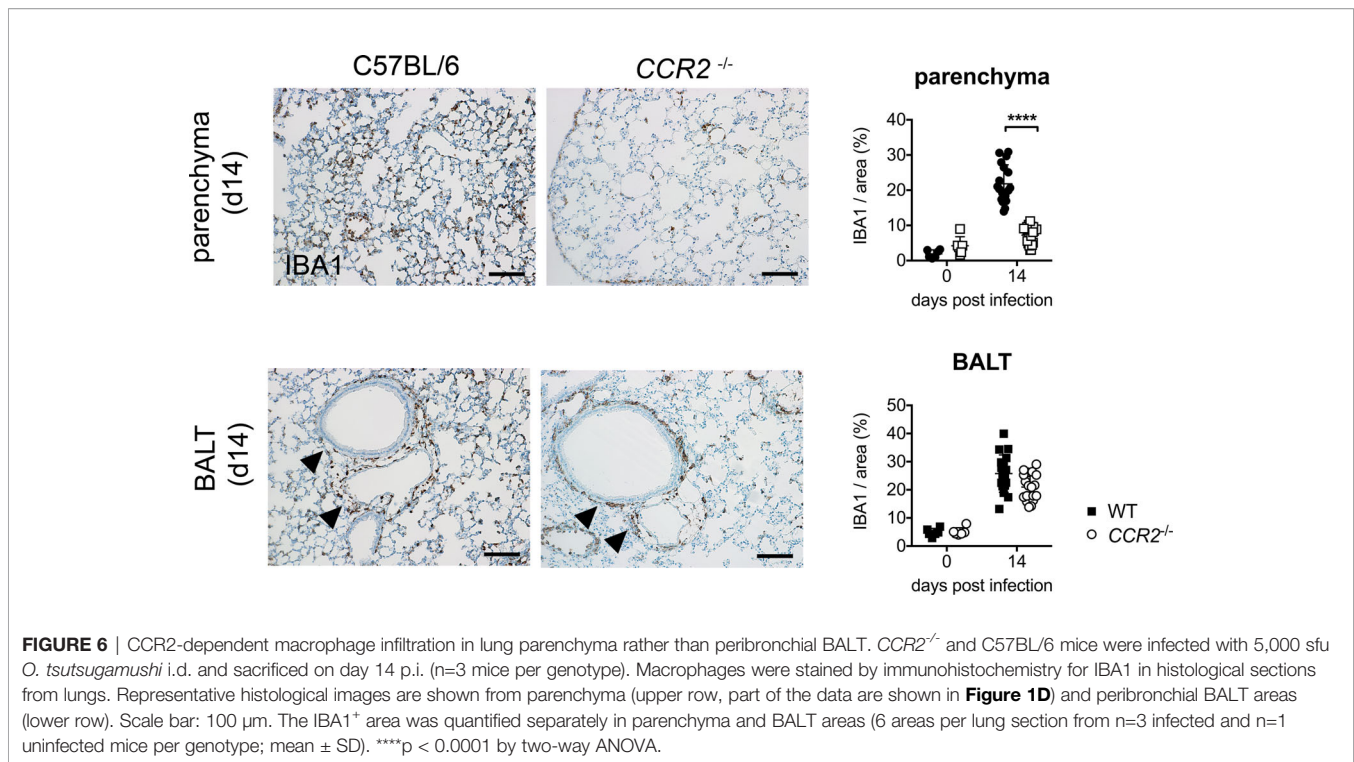 C57BL/6
CCR2 -/-
parenchyma
(d14)
IBA1
parenchyma
40
30
20
10
0
IBA1 / area (%)
****
0
14
days post infection
BALT
(d14)
BALT
50
40
30
20
10
0
IBA1 / area (%)
0
14
days post infection
WT
CCR2-/-
FIGURE 6 | CCR2-dependent macrophage infiltration in lung parenchyma rather than peribronchial BALT. CCR2-/- and C57BL/6 mice were infected with 5,000 sfu
O. tsutsugamushi i.d. and sacrificed on day 14 p.i. (n=3 mice per genotype). Macrophages were stained by immunohistochemistry for IBA1 in histological sections
from lungs. Representative histological images are shown from parenchyma (upper row, part of the data are shown in Figure 1D) and peribronchial BALT areas
(lower row). Scale bar: 100 μm. The IBA1+ area was quantified separately in parenchyma and BALT areas (6 areas per lung section from n=3 infected and n=1
uninfected mice per genotype; mean ± SD). ****p < 0.0001 by two-way ANOVA.